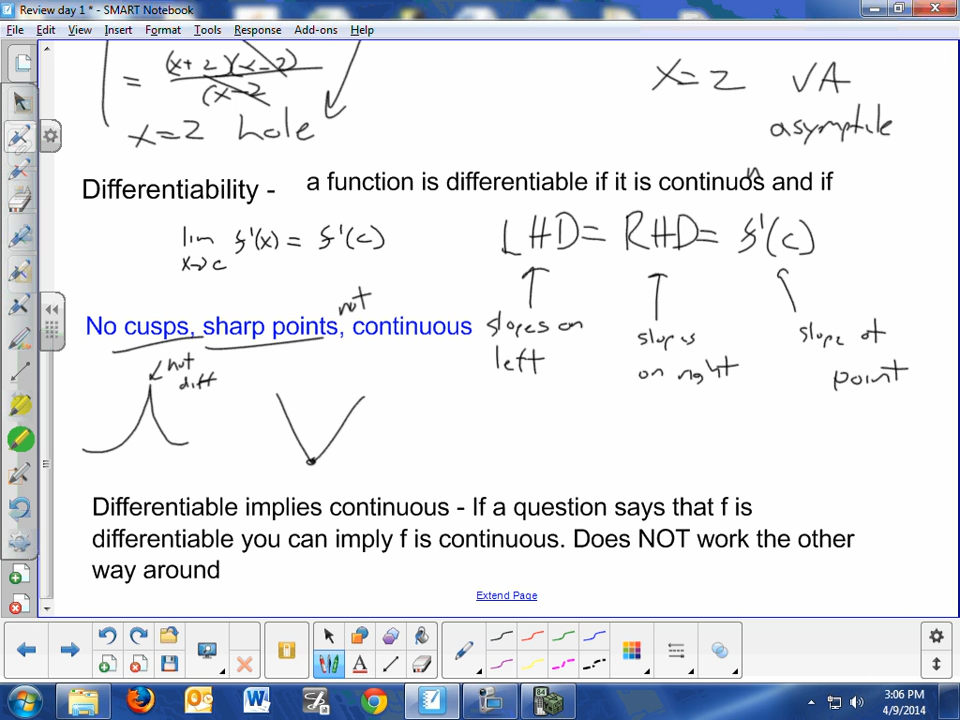 Review day 1 * - SMART Notebook
File Edit View Insert Format Tools Response Add-ons Help
= (x+2)(x-2)
(x-2
x=2 hole
x=2 VA
asymptile
Differentiability - a function is differentiable if it is continuos and if
n
lim f'(x) = f'(c)
x→c
LHD = RHD = f'(c)
not
No cusps, sharp points, continuous
slopes on
left
slopes
on right
slope at
point
not
diff
Differentiable implies continuous - If a question says that f is
differentiable you can imply f is continuous. Does NOT work the other
way around
Extend Page
3:06 PM
4/9/2014